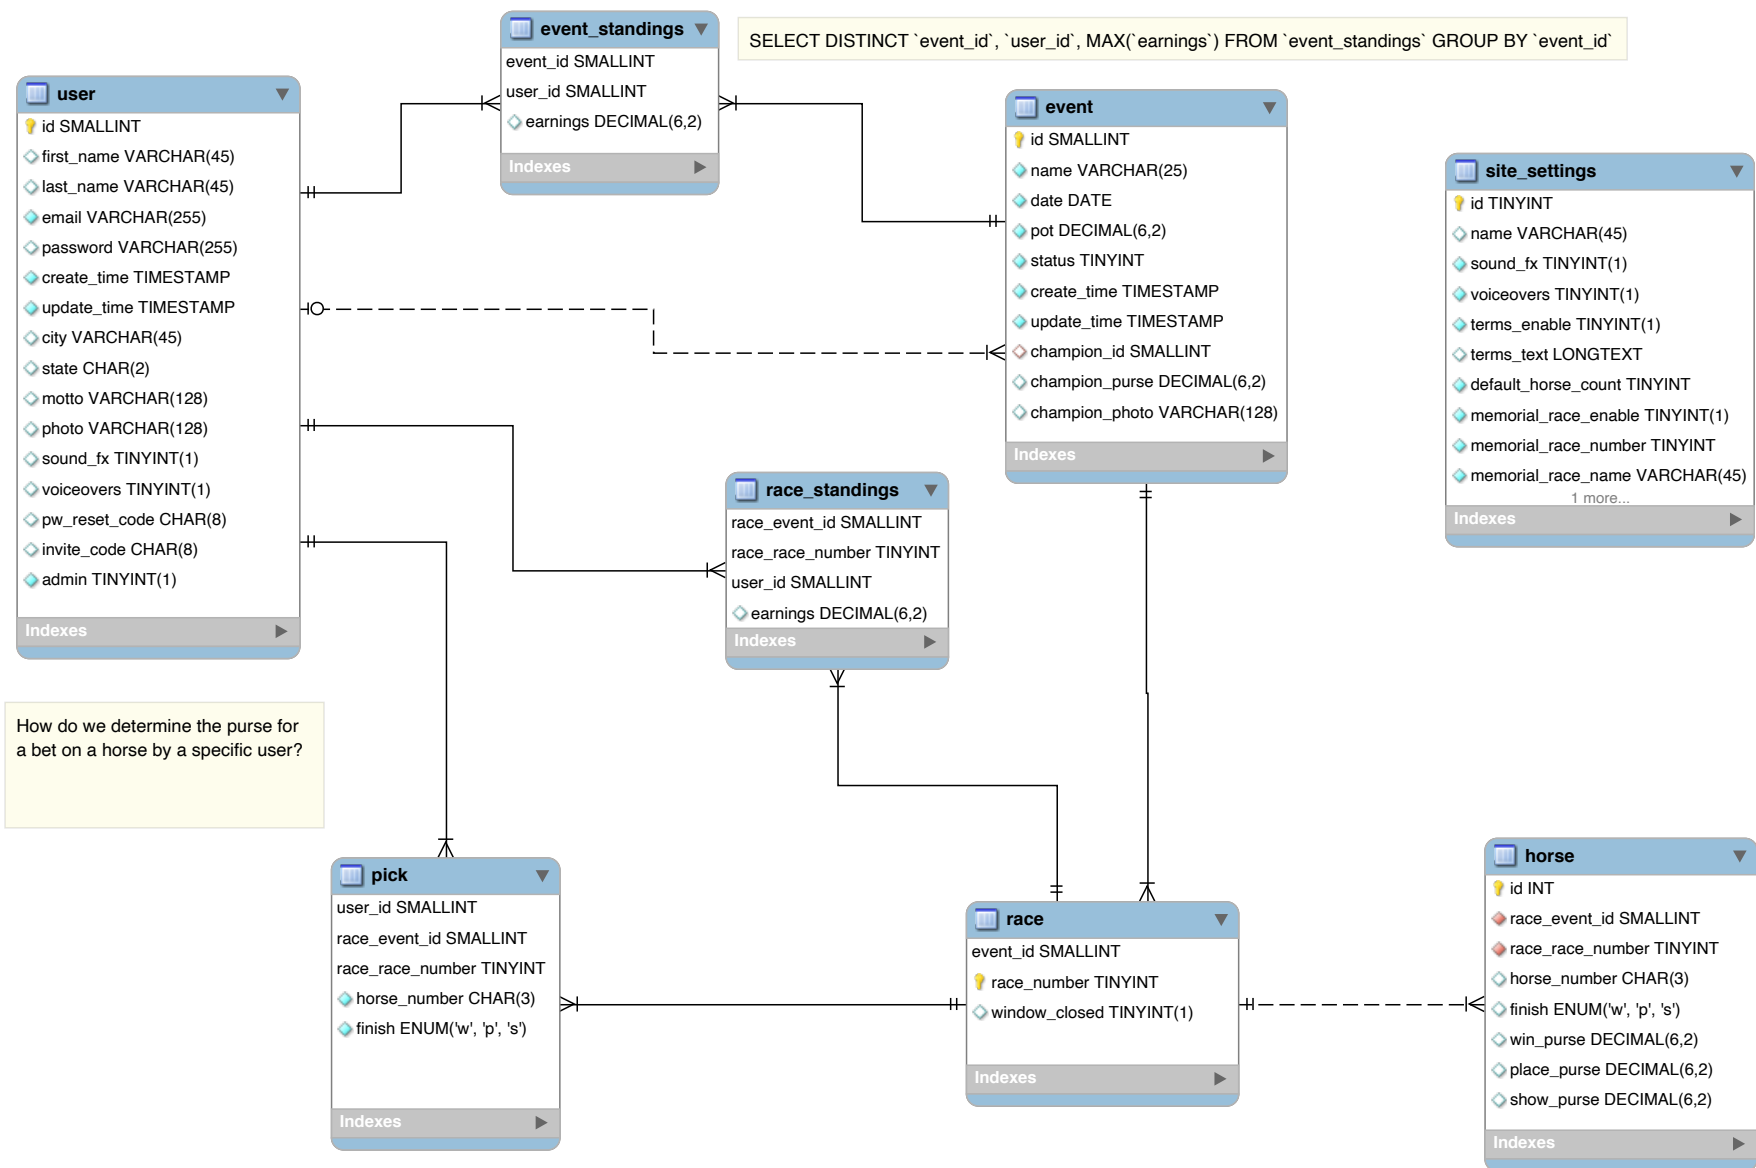 event_standings
event_id SMALLINT
user_id SMALLINT
earnings DECIMAL(6,2)
Indexes
SELECT DISTINCT `event_id`, `user_id`, MAX(`earnings`) FROM `event_standings` GROUP BY `event_id`
user
id SMALLINT
first_name VARCHAR(45)
last_name VARCHAR(45)
email VARCHAR(255)
password VARCHAR(255)
create_time TIMESTAMP
update_time TIMESTAMP
city VARCHAR(45)
state CHAR(2)
motto VARCHAR(128)
photo VARCHAR(128)
sound_fx TINYINT(1)
voiceovers TINYINT(1)
pw_reset_code CHAR(8)
invite_code CHAR(8)
admin TINYINT(1)
Indexes
event
id SMALLINT
name VARCHAR(25)
date DATE
pot DECIMAL(6,2)
status TINYINT
create_time TIMESTAMP
update_time TIMESTAMP
champion_id SMALLINT
champion_purse DECIMAL(6,2)
champion_photo VARCHAR(128)
Indexes
site_settings
id TINYINT
name VARCHAR(45)
sound_fx TINYINT(1)
voiceovers TINYINT(1)
terms_enable TINYINT(1)
terms_text LONGTEXT
default_horse_count TINYINT
memorial_race_enable TINYINT(1)
memorial_race_number TINYINT
memorial_race_name VARCHAR(45)
1 more...
Indexes
race_standings
race_event_id SMALLINT
race_race_number TINYINT
user_id SMALLINT
earnings DECIMAL(6,2)
Indexes
How do we determine the purse for
a bet on a horse by a specific user?
pick
user_id SMALLINT
race_event_id SMALLINT
race_race_number TINYINT
horse_number CHAR(3)
finish ENUM('w', 'p', 's')
Indexes
race
event_id SMALLINT
race_number TINYINT
window_closed TINYINT(1)
Indexes
horse
id INT
race_event_id SMALLINT
race_race_number TINYINT
horse_number CHAR(3)
finish ENUM('w', 'p', 's')
win_purse DECIMAL(6,2)
place_purse DECIMAL(6,2)
show_purse DECIMAL(6,2)
Indexes